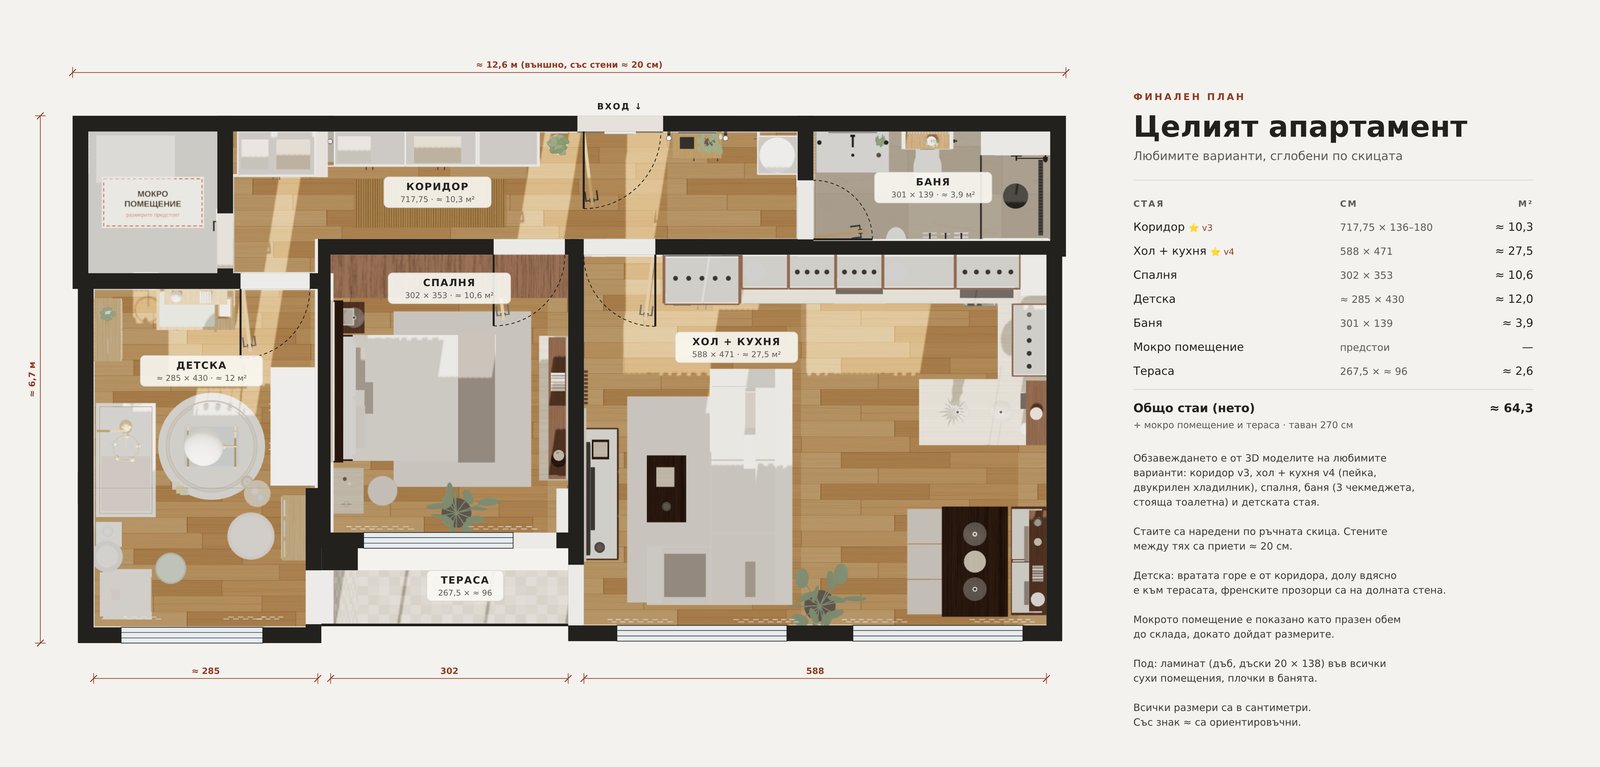 ≈ 12,6 м (външно, със стени ≈ 20 см)
ВХОД ↓
≈ 6,7 м
МОКРО
ПОМЕЩЕНИЕ
размерите предстоят
КОРИДОР
717,75 · ≈ 10,3 м²
БАНЯ
301 × 139 · ≈ 3,9 м²
СПАЛНЯ
302 × 353 · ≈ 10,6 м²
ХОЛ + КУХНЯ
588 × 471 · ≈ 27,5 м²
ДЕТСКА
≈ 285 × 430 · ≈ 12 м²
ТЕРАСА
267,5 × ≈ 96
≈ 285
302
588
ФИНАЛЕН ПЛАН
Целият апартамент
Любимите варианти, сглобени по скицата
СТАЯ СМ М²
Коридор ⭐ v3 717,75 × 136–180 ≈ 10,3
Хол + кухня ⭐ v4 588 × 471 ≈ 27,5
Спалня 302 × 353 ≈ 10,6
Детска ≈ 285 × 430 ≈ 12,0
Баня 301 × 139 ≈ 3,9
Мокро помещение предстои —
Тераса 267,5 × ≈ 96 ≈ 2,6
Общо стаи (нето) ≈ 64,3
+ мокро помещение и тераса · таван 270 см
Обзавеждането е от 3D моделите на любимите
варианти: коридор v3, хол + кухня v4 (пейка,
двукрилен хладилник), спалня, баня (3 чекмеджета,
стояща тоалетна) и детската стая.
Стаите са наредени по ръчната скица. Стените
между тях са приети ≈ 20 см.
Детска: вратата горе е от коридора, долу вдясно
е към терасата, френските прозорци са на долната стена.
Мокрото помещение е показано като празен обем
до склада, докато дойдат размерите.
Под: ламинат (дъб, дъски 20 × 138) във всички
сухи помещения, плочки в банята.
Всички размери са в сантиметри.
Със знак ≈ са ориентировъчни.